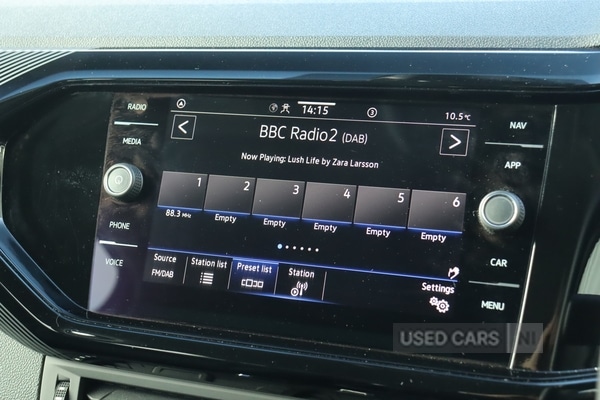 RADIO
MEDIA
PHONE
VOICE
14:15
3
10.5°C
BBC Radio2 (DAB)
Now Playing: Lush Life by Zara Larsson
1 2 3 4 5 6
88.3 MHz Empty Empty Empty Empty Empty
Source
FM/DAB
Station list
Preset list
Station
Settings
NAV
APP
CAR
MENU
USED CARS NI